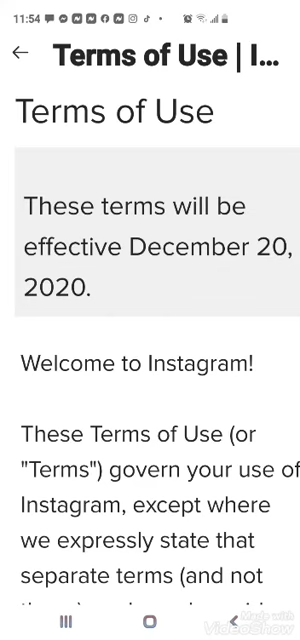 11:54
Terms of Use | I...
Terms of Use
These terms will be
effective December 20,
2020.
Welcome to Instagram!
These Terms of Use (or
"Terms") govern your use of
Instagram, except where
we expressly state that
separate terms (and not
Made with
VideoShow